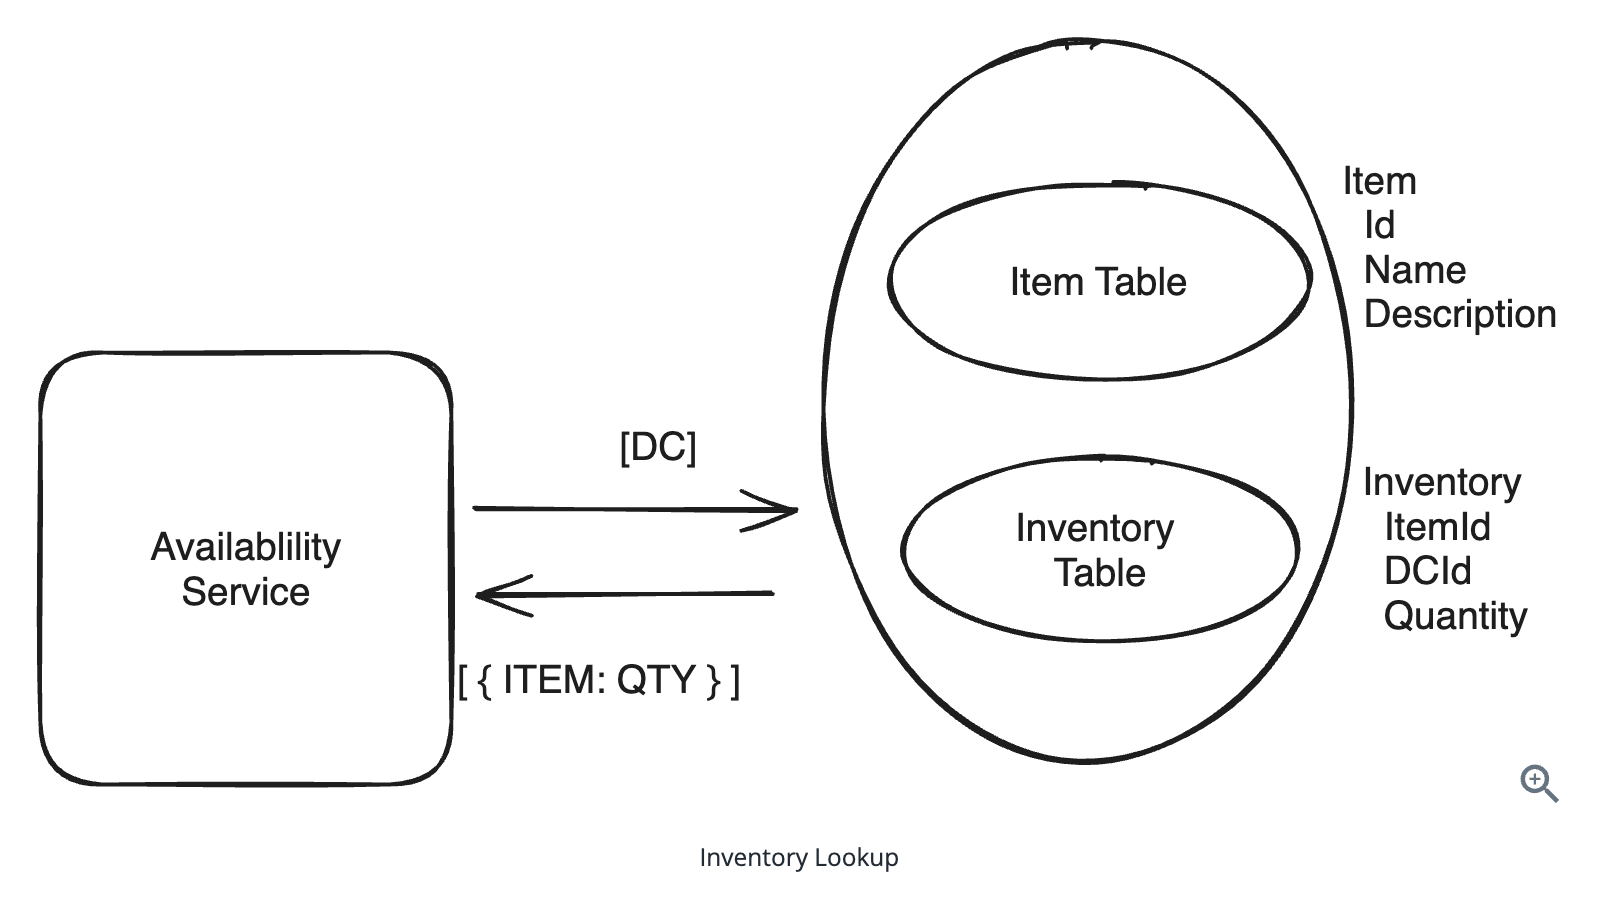 Item
Id
Name
Description
Item Table
[DC]
Availablility
Service
Inventory
Table
Inventory
ItemId
DCId
Quantity
[ { ITEM: QTY } ]
Inventory Lookup